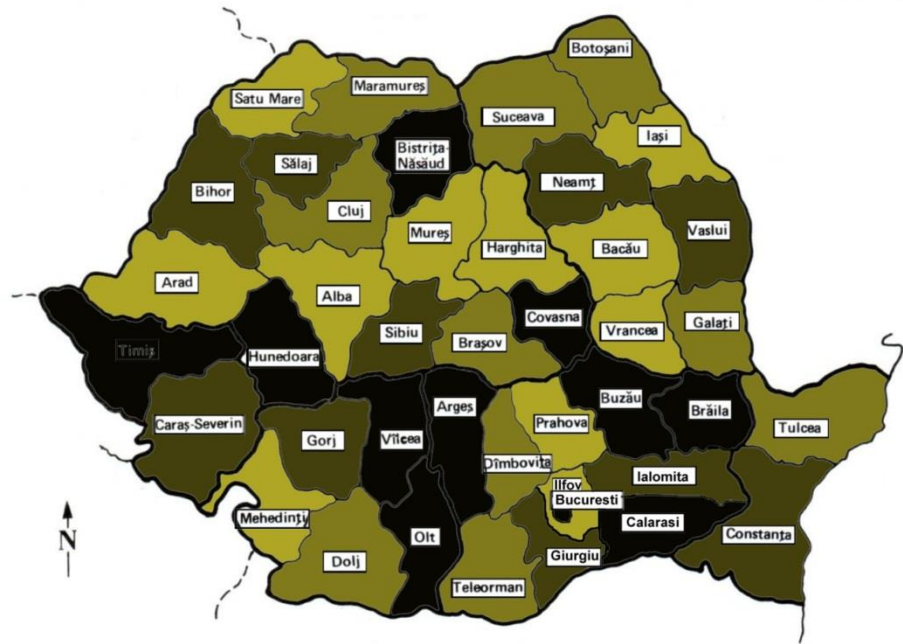 Botoșani
Maramureș
Satu Mare
Suceava
Iași
Bistrița-
Năsăud
Sălaj
Neamț
Bihor
Cluj
Vaslui
Mureș
Harghita
Bacău
Arad
Alba
Covasna
Galați
Sibiu
Vrancea
Brașov
Timiș
Hunedoara
Buzău
Argeș
Brăila
Caraș-Severin
Prahova
Tulcea
Gorj
Vîlcea
Dîmbovița
Ialomita
Ilfov
Bucuresti
Mehedinți
Calarasi
Constanța
Olt
N
Giurgiu
Dolj
Teleorman